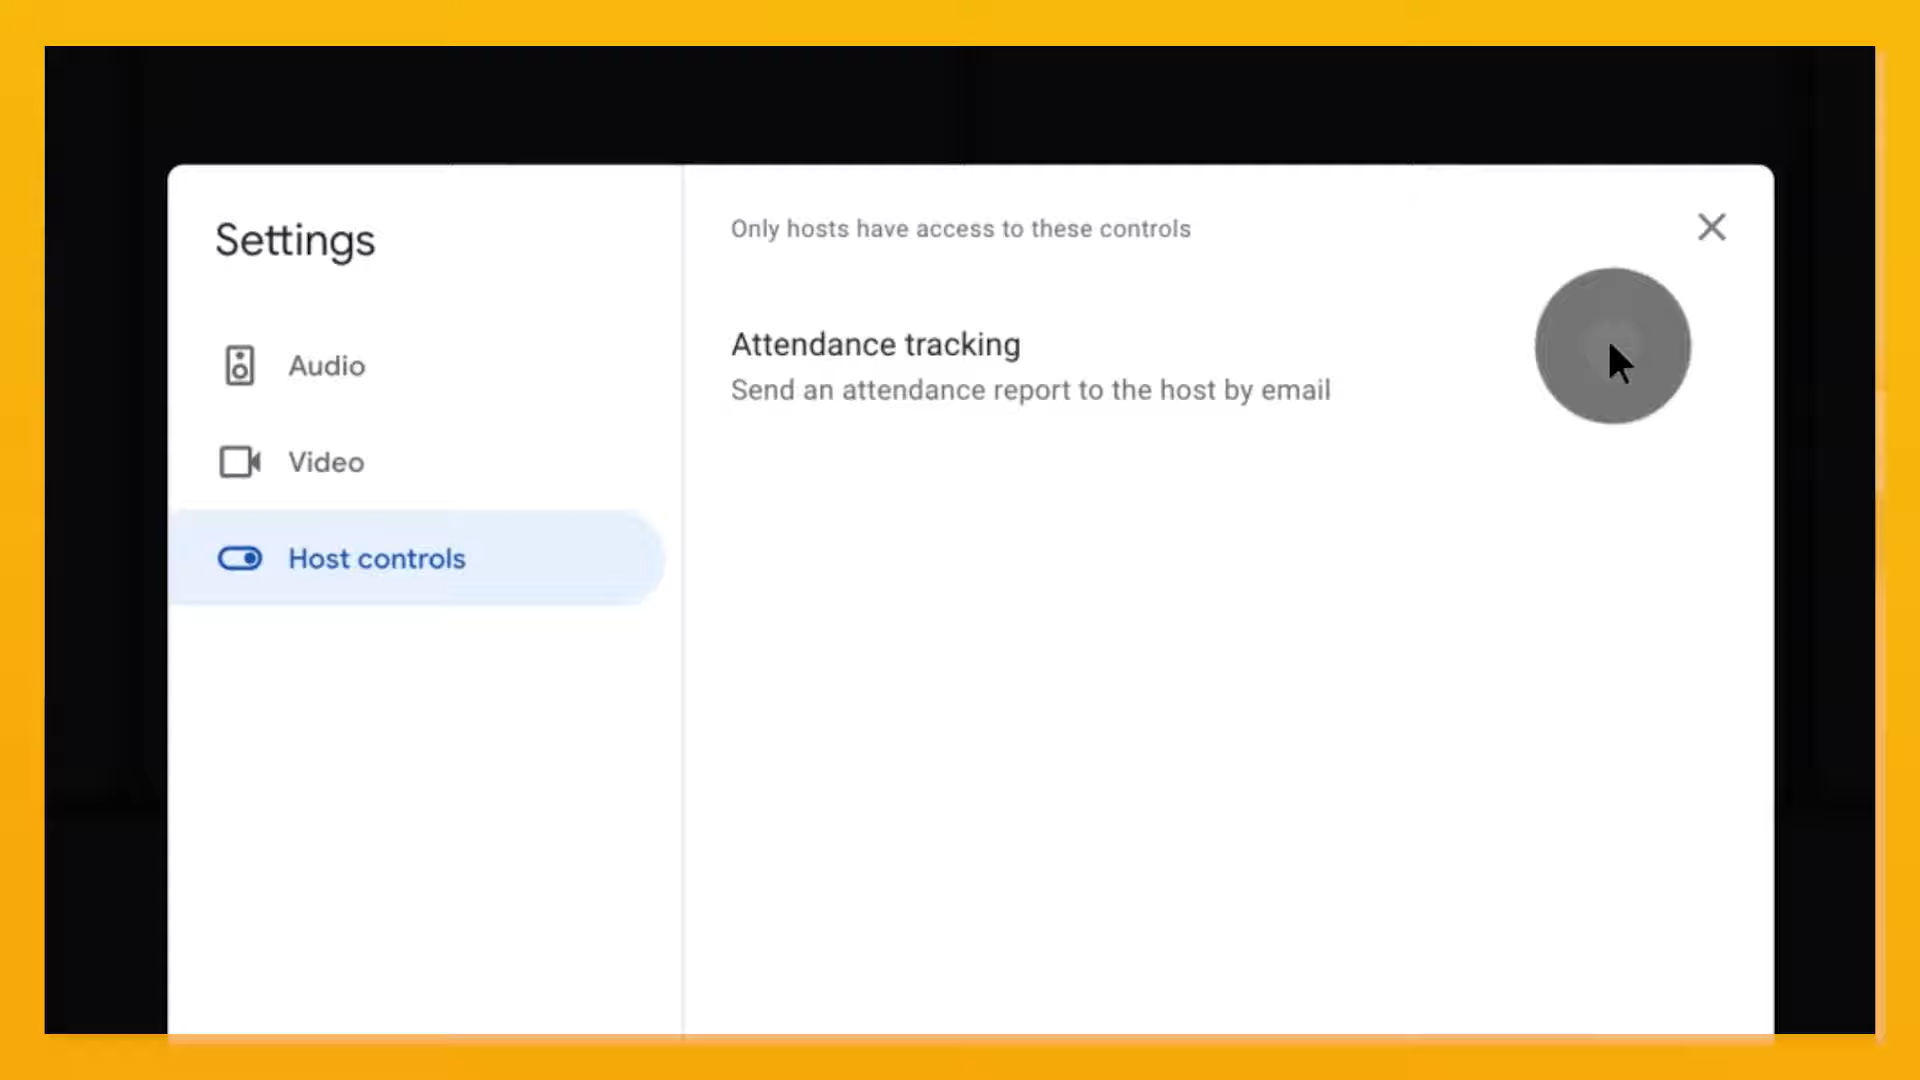 Settings
Audio
Video
Host controls
Only hosts have access to these controls
Attendance tracking
Send an attendance report to the host by email